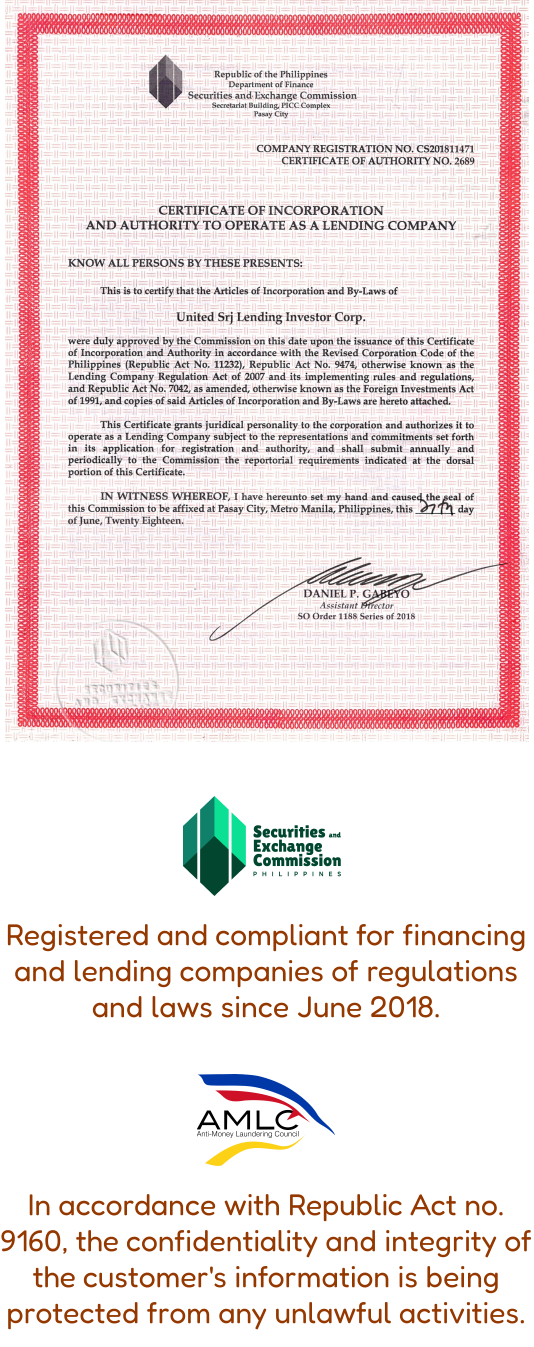 Republic of the Philippines
Department of Finance
Securities and Exchange Commission
Secretariat Building, PICC Complex
Pasay City
COMPANY REGISTRATION NO. CS201811471
CERTIFICATE OF AUTHORITY NO. 2689
CERTIFICATE OF INCORPORATION
AND AUTHORITY TO OPERATE AS A LENDING COMPANY
KNOW ALL PERSONS BY THESE PRESENTS:
This is to certify that the Articles of Incorporation and By-Laws of
United Srj Lending Investor Corp.
were duly approved by the Commission on this date upon the issuance of this Certificate
of Incorporation and Authority in accordance with the Revised Corporation Code of the
Philippines (Republic Act No. 11232), Republic Act No. 9474, otherwise known as the
Lending Company Regulation Act of 2007 and its implementing rules and regulations,
and Republic Act No. 7042, as amended, otherwise known as the Foreign Investments Act
of 1991, and copies of said Articles of Incorporation and By-Laws are hereto attached.
This Certificate grants juridical personality to the corporation and authorizes it to
operate as a Lending Company subject to the representations and commitments set forth
in its application for registration and authority, and shall submit annually and
periodically to the Commission the reportorial requirements indicated at the dorsal
portion of this Certificate.
IN WITNESS WHEREOF, I have hereunto set my hand and caused the seal of
this Commission to be affixed at Pasay City, Metro Manila, Philippines, this day
of June, Twenty Eighteen.
DANIEL P. GABEYO
Assistant Director
SO Order 1188 Series of 2018
SECURITIES
AND EXCHANGE
Securities and
Exchange
Commission
PHILIPPINES
Registered and compliant for financing
and lending companies of regulations
and laws since June 2018.
AMLC
Anti-Money Laundering Council
In accordance with Republic Act no.
9160, the confidentiality and integrity of
the customer's information is being
protected from any unlawful activities.